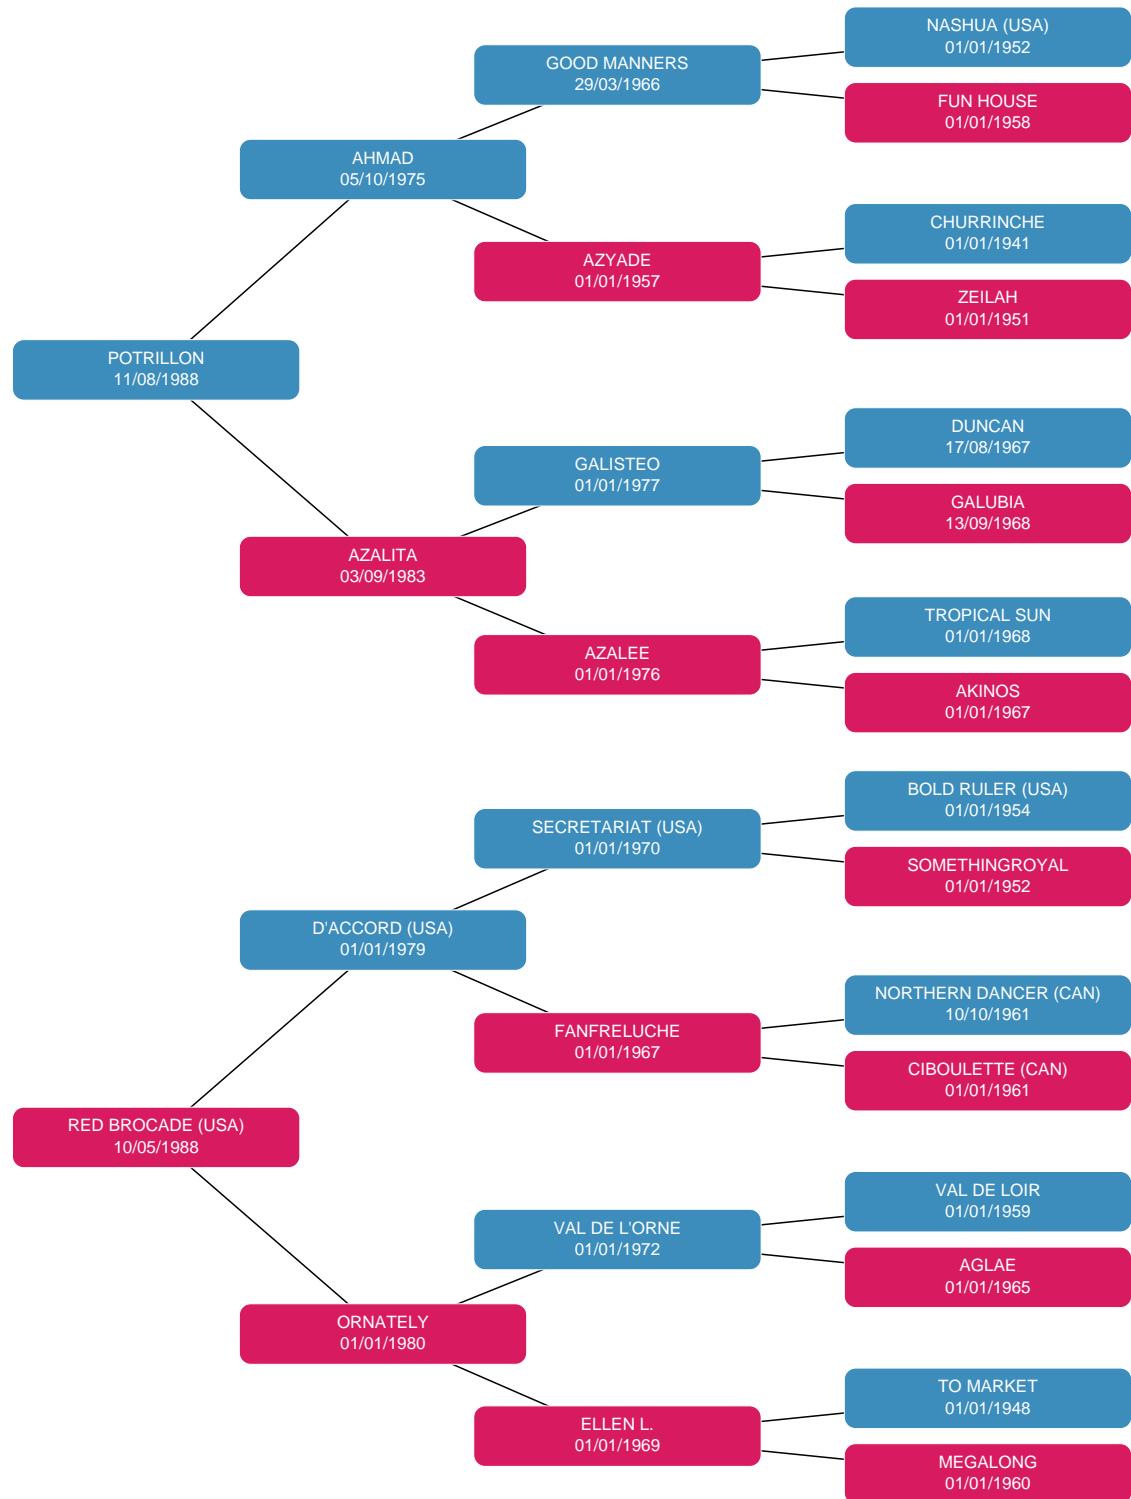 NASHUA (USA)
01/01/1952
GOOD MANNERS
29/03/1966
FUN HOUSE
01/01/1958
AHMAD
05/10/1975
CHURRINCHE
01/01/1941
AZYADE
01/01/1957
ZEILAH
01/01/1951
POTRILLON
11/08/1988
DUNCAN
17/08/1967
GALISTEO
01/01/1977
GALUBIA
13/09/1968
AZALITA
03/09/1983
TROPICAL SUN
01/01/1968
AZALEE
01/01/1976
AKINOS
01/01/1967
BOLD RULER (USA)
01/01/1954
SECRETARIAT (USA)
01/01/1970
SOMETHINGROYAL
01/01/1952
D'ACCORD (USA)
01/01/1979
NORTHERN DANCER (CAN)
10/10/1961
FANFRELUCHE
01/01/1967
CIBOULETTE (CAN)
01/01/1961
RED BROCADE (USA)
10/05/1988
VAL DE LOIR
01/01/1959
VAL DE L'ORNE
01/01/1972
AGLAE
01/01/1965
ORNATELY
01/01/1980
TO MARKET
01/01/1948
ELLEN L.
01/01/1969
MEGALONG
01/01/1960